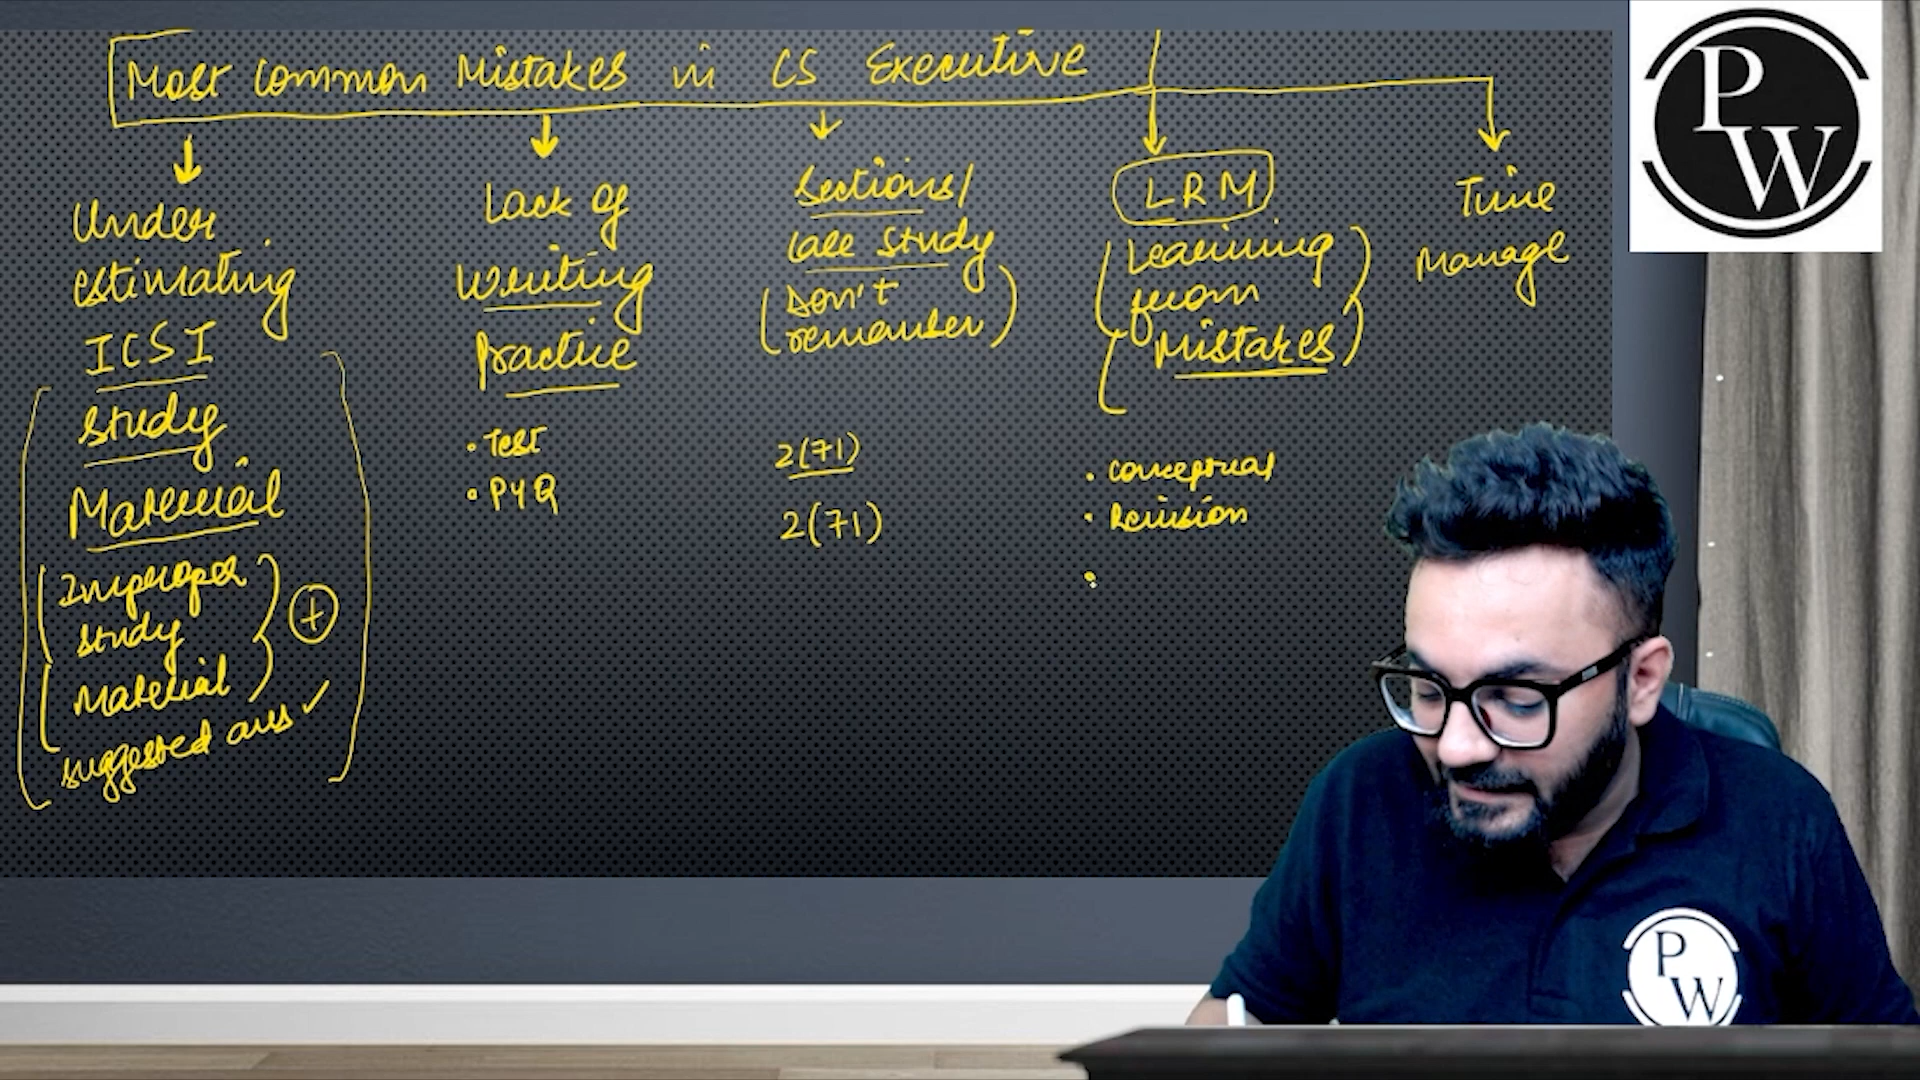 Most Common Mistakes in CS Executive
Under
estimating
ICSI
Study
Material
(Improper
study
Material)
+
suggested ans ✓
Lack of
Writing
Practice
• Test
• PYQ
Sections/
Case Study
(Don't
remember)
2(71)
2(71)
LRM
(Learning
from
Mistakes)
• Conceptual
• Revision
•
Time
Manage
PW
PW